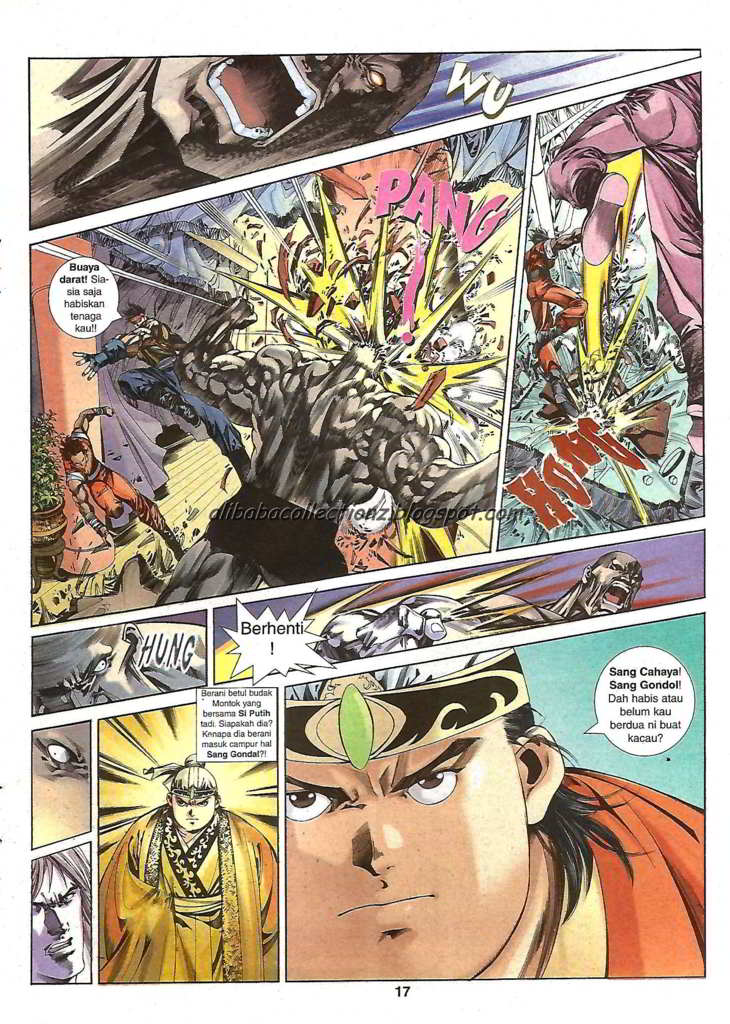 WU
PANG
!
Buaya
darat! Sia-
sia saja
habiskan
tenaga
kau!!
HONG
alibabacollectionz.blogspot.com
HUNG
Berhenti
!
Berani betul budak
Montok yang
bersama Si Putih
tadi. Siapakah dia?
Kenapa dia berani
masuk campur hal
Sang Gondal?!
Sang Cahaya!
Sang Gondol!
Dah habis atau
belum kau
berdua ni buat
kacau?
17